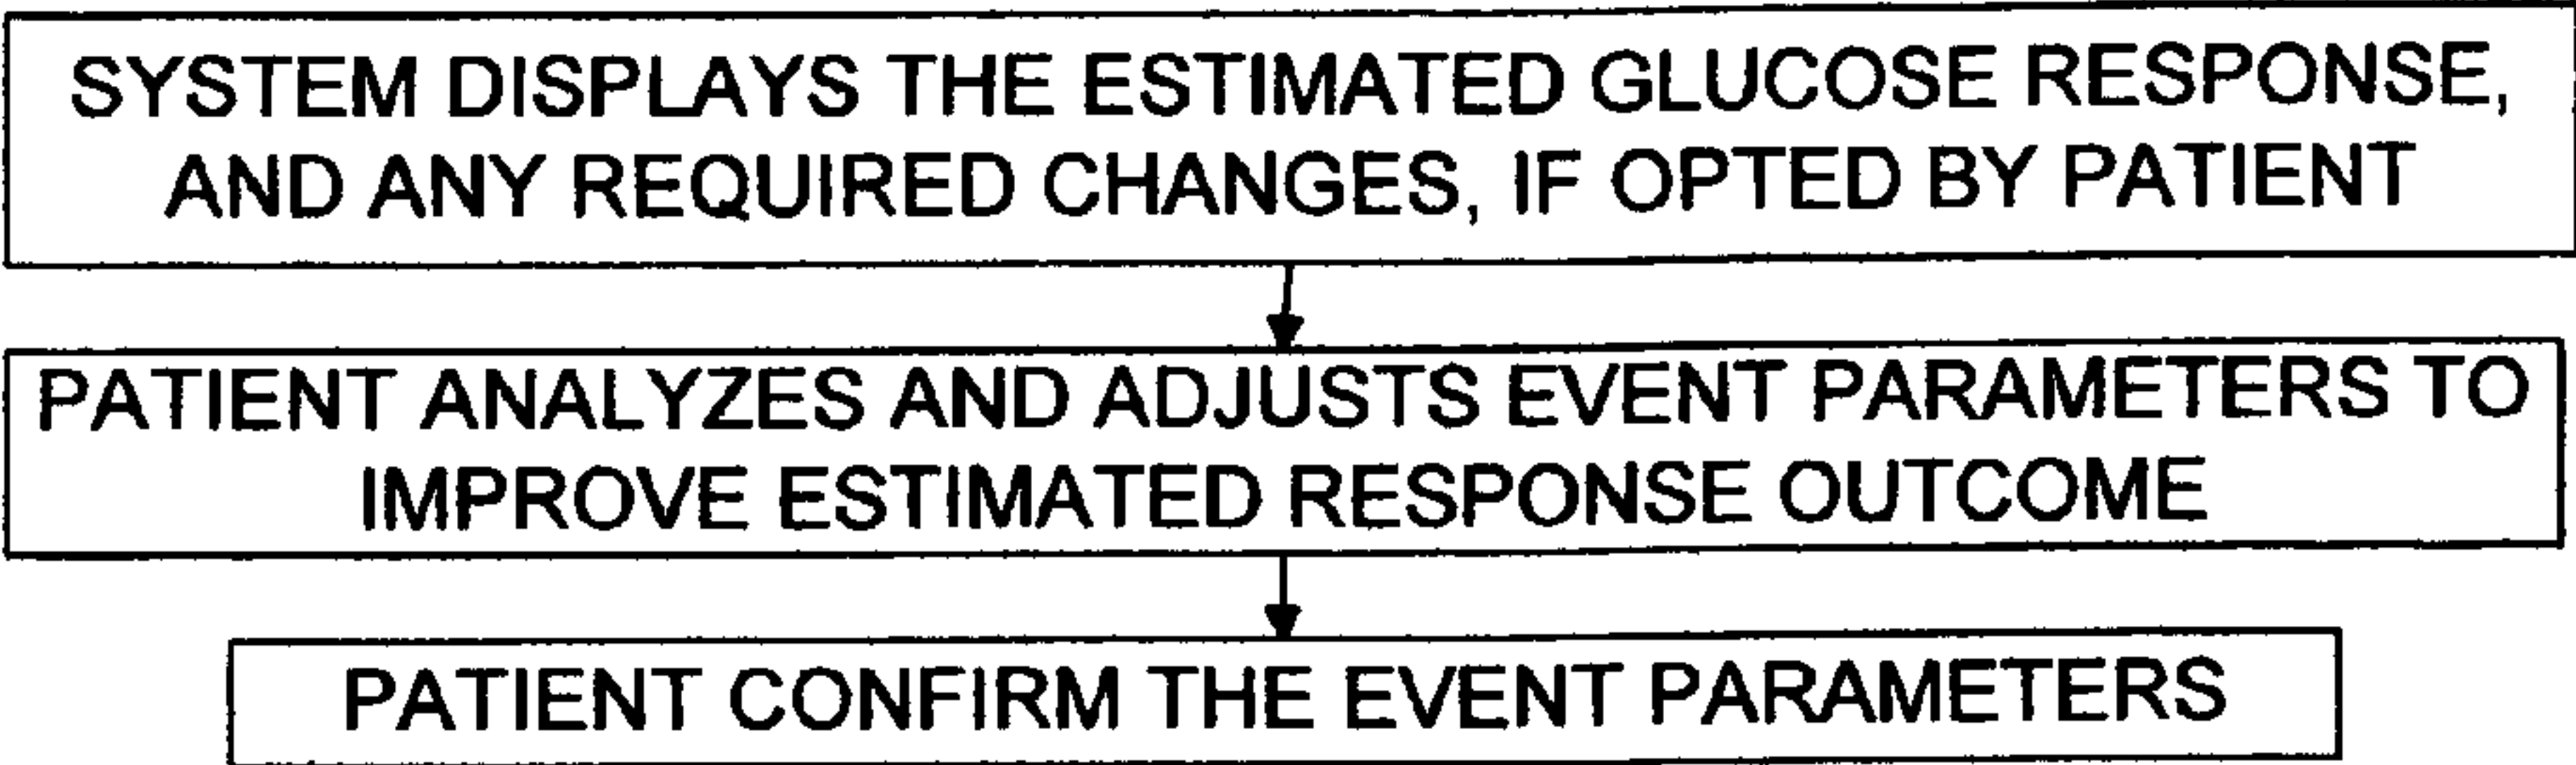 SYSTEM DISPLAYS THE ESTIMATED GLUCOSE RESPONSE,
AND ANY REQUIRED CHANGES, IF OPTED BY PATIENT
PATIENT ANALYZES AND ADJUSTS EVENT PARAMETERS TO
IMPROVE ESTIMATED RESPONSE OUTCOME
PATIENT CONFIRM THE EVENT PARAMETERS